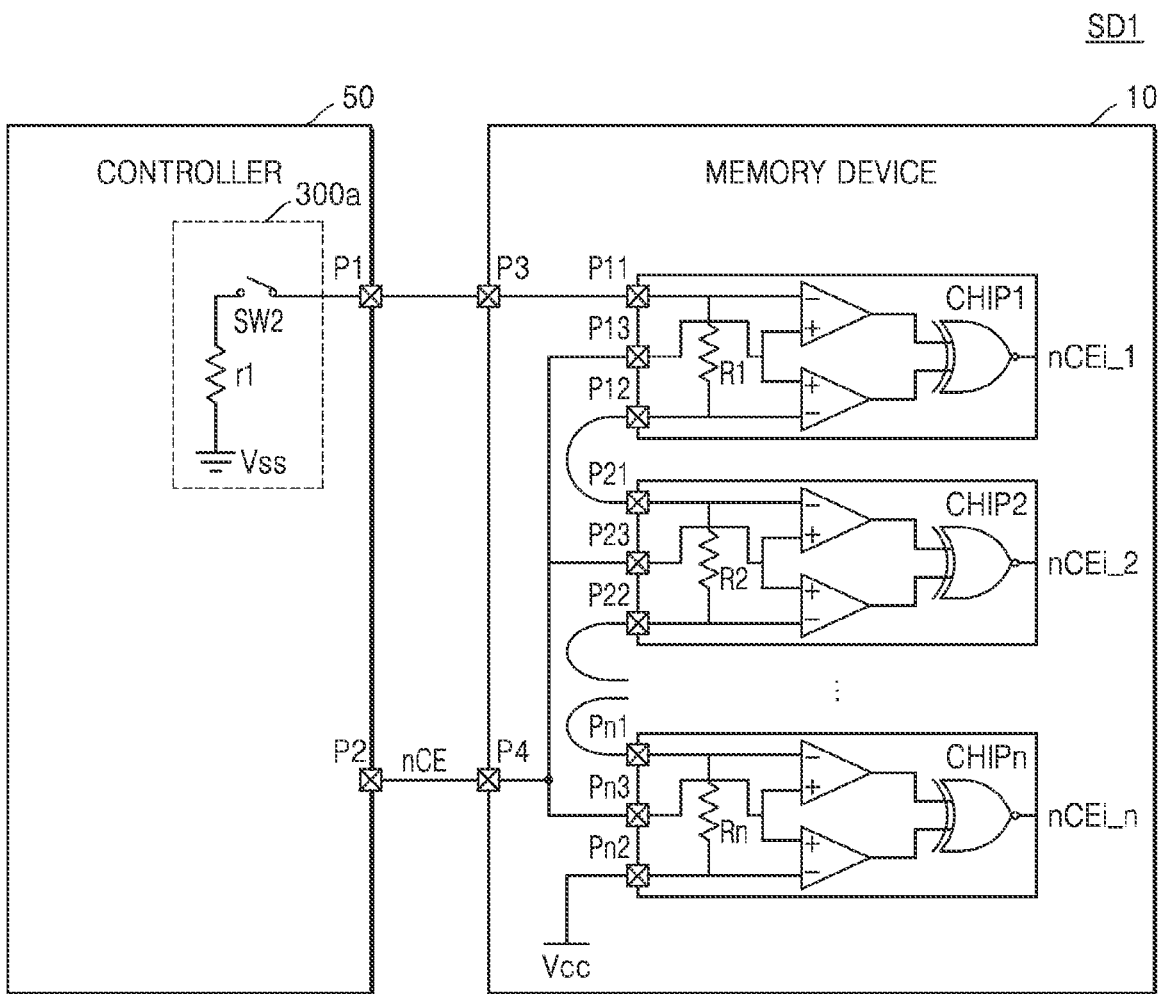 SD1
50
10
CONTROLLER
MEMORY DEVICE
300a
P1
P3
P11
CHIP1
SW2
P13
r1
R1
nCEi_1
P12
Vss
P21
CHIP2
P23
R2
nCEi_2
P22
⋮
Pn1
P2
nCE
P4
CHIPn
Pn3
Rn
nCEi_n
Pn2
Vcc
−
+
+
−
−
+
+
−
−
+
+
−